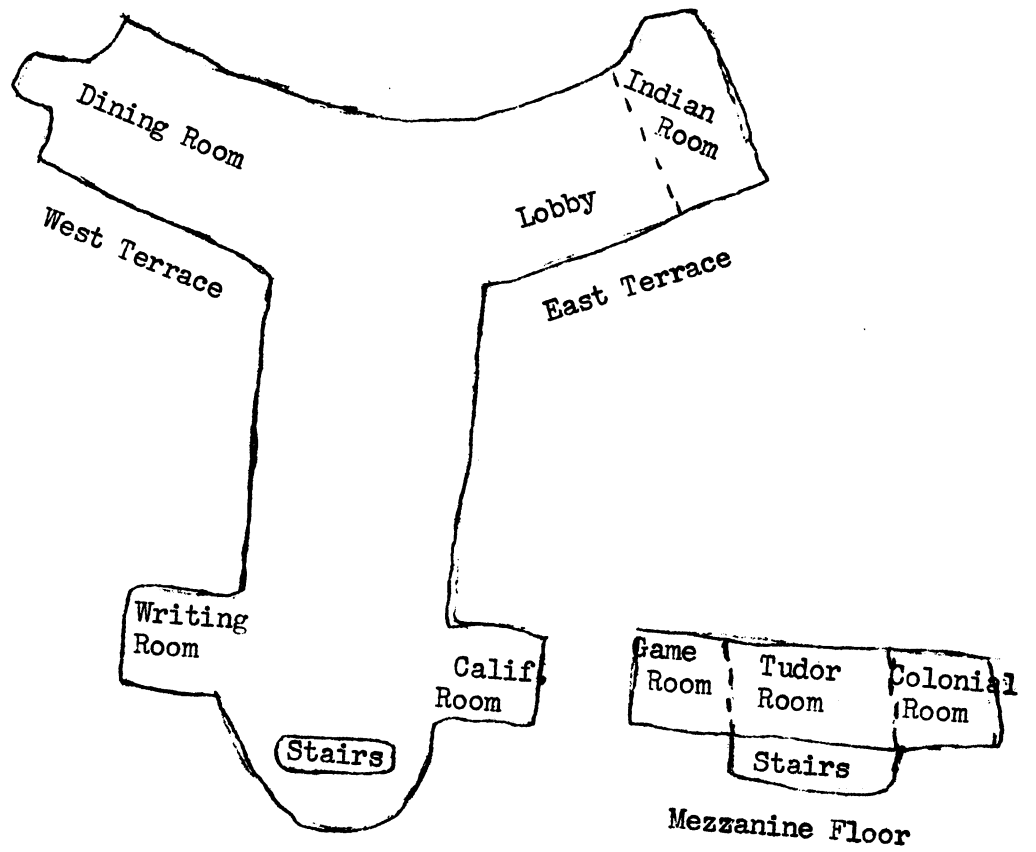 Indian
Room
Dining Room
Lobby
West Terrace
East Terrace
Writing
Room
Calif.
Room
Stairs
Game
Room
Tudor
Room
Colonial
Room
Stairs
Mezzanine Floor